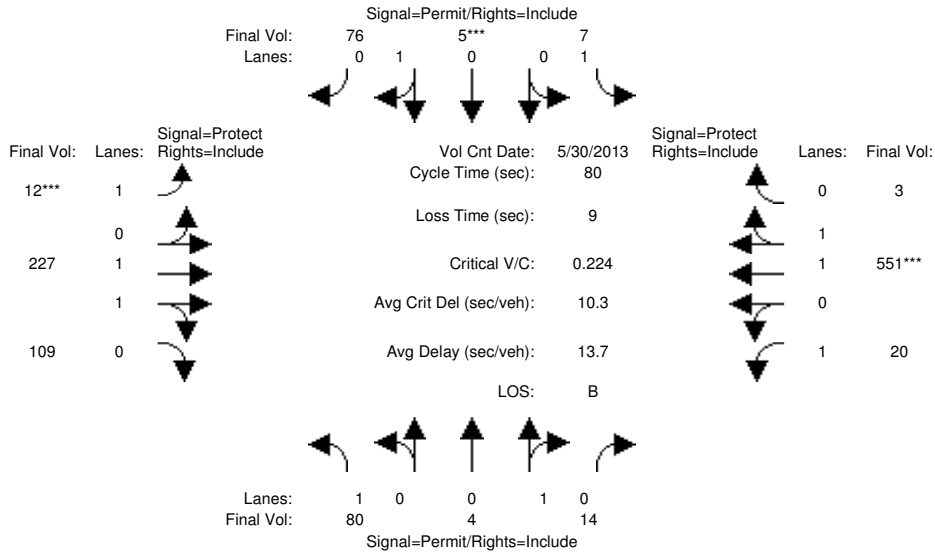 Signal=Permit/Rights=Include
Final Vol: 76 5*** 7
Lanes: 0 1 0 0 1
Signal=Protect
Final Vol: Lanes: Rights=Include
Vol Cnt Date: 5/30/2013
Signal=Protect
Rights=Include Lanes: Final Vol:
Cycle Time (sec): 80
12*** 1
0 3
Loss Time (sec): 9
0
1
227 1
Critical V/C: 0.224
1 551***
1
Avg Crit Del (sec/veh): 10.3
0
109 0
Avg Delay (sec/veh): 13.7
1 20
LOS: B
Lanes: 1 0 0 1 0
Final Vol: 80 4 14
Signal=Permit/Rights=Include